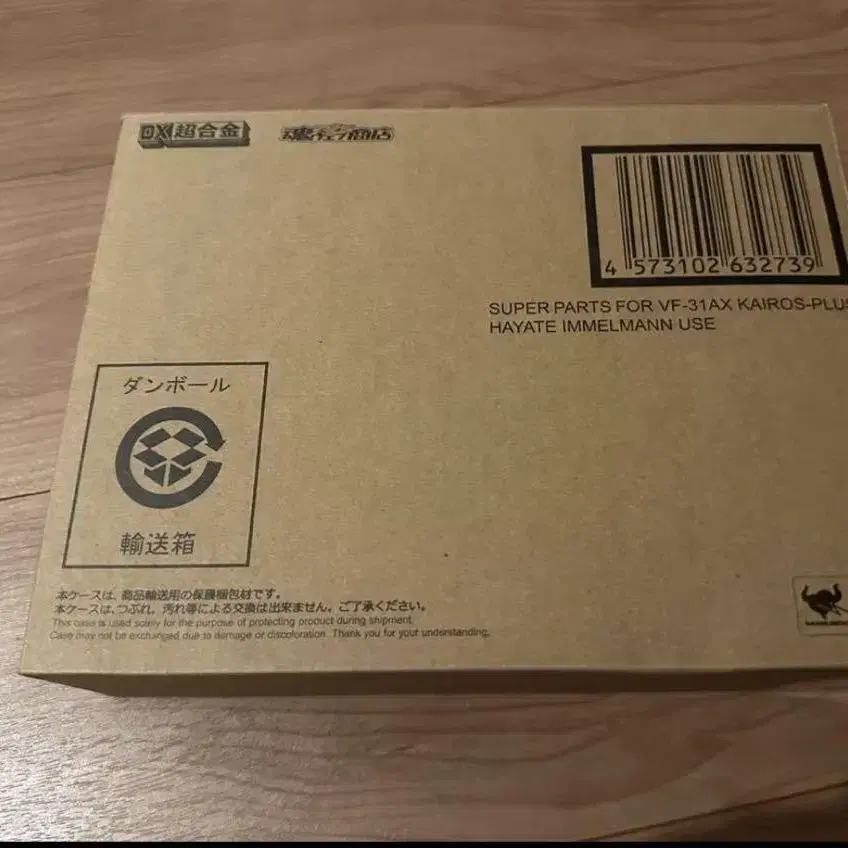 DX超合金
魂ウェブ商店
4 573102 632739
SUPER PARTS FOR VF-31AX KAIROS-PLUS
HAYATE IMMELMANN USE
ダンボール
輸送箱
本ケースは、商品輸送用の保護梱包材です。
本ケースは、つぶれ、汚れ等による交換は出来ません。ご了承ください。
This case is used solely for the purpose of protecting product during shipment.
Case may not be exchanged due to damage or discoloration. Thank you for your understanding.